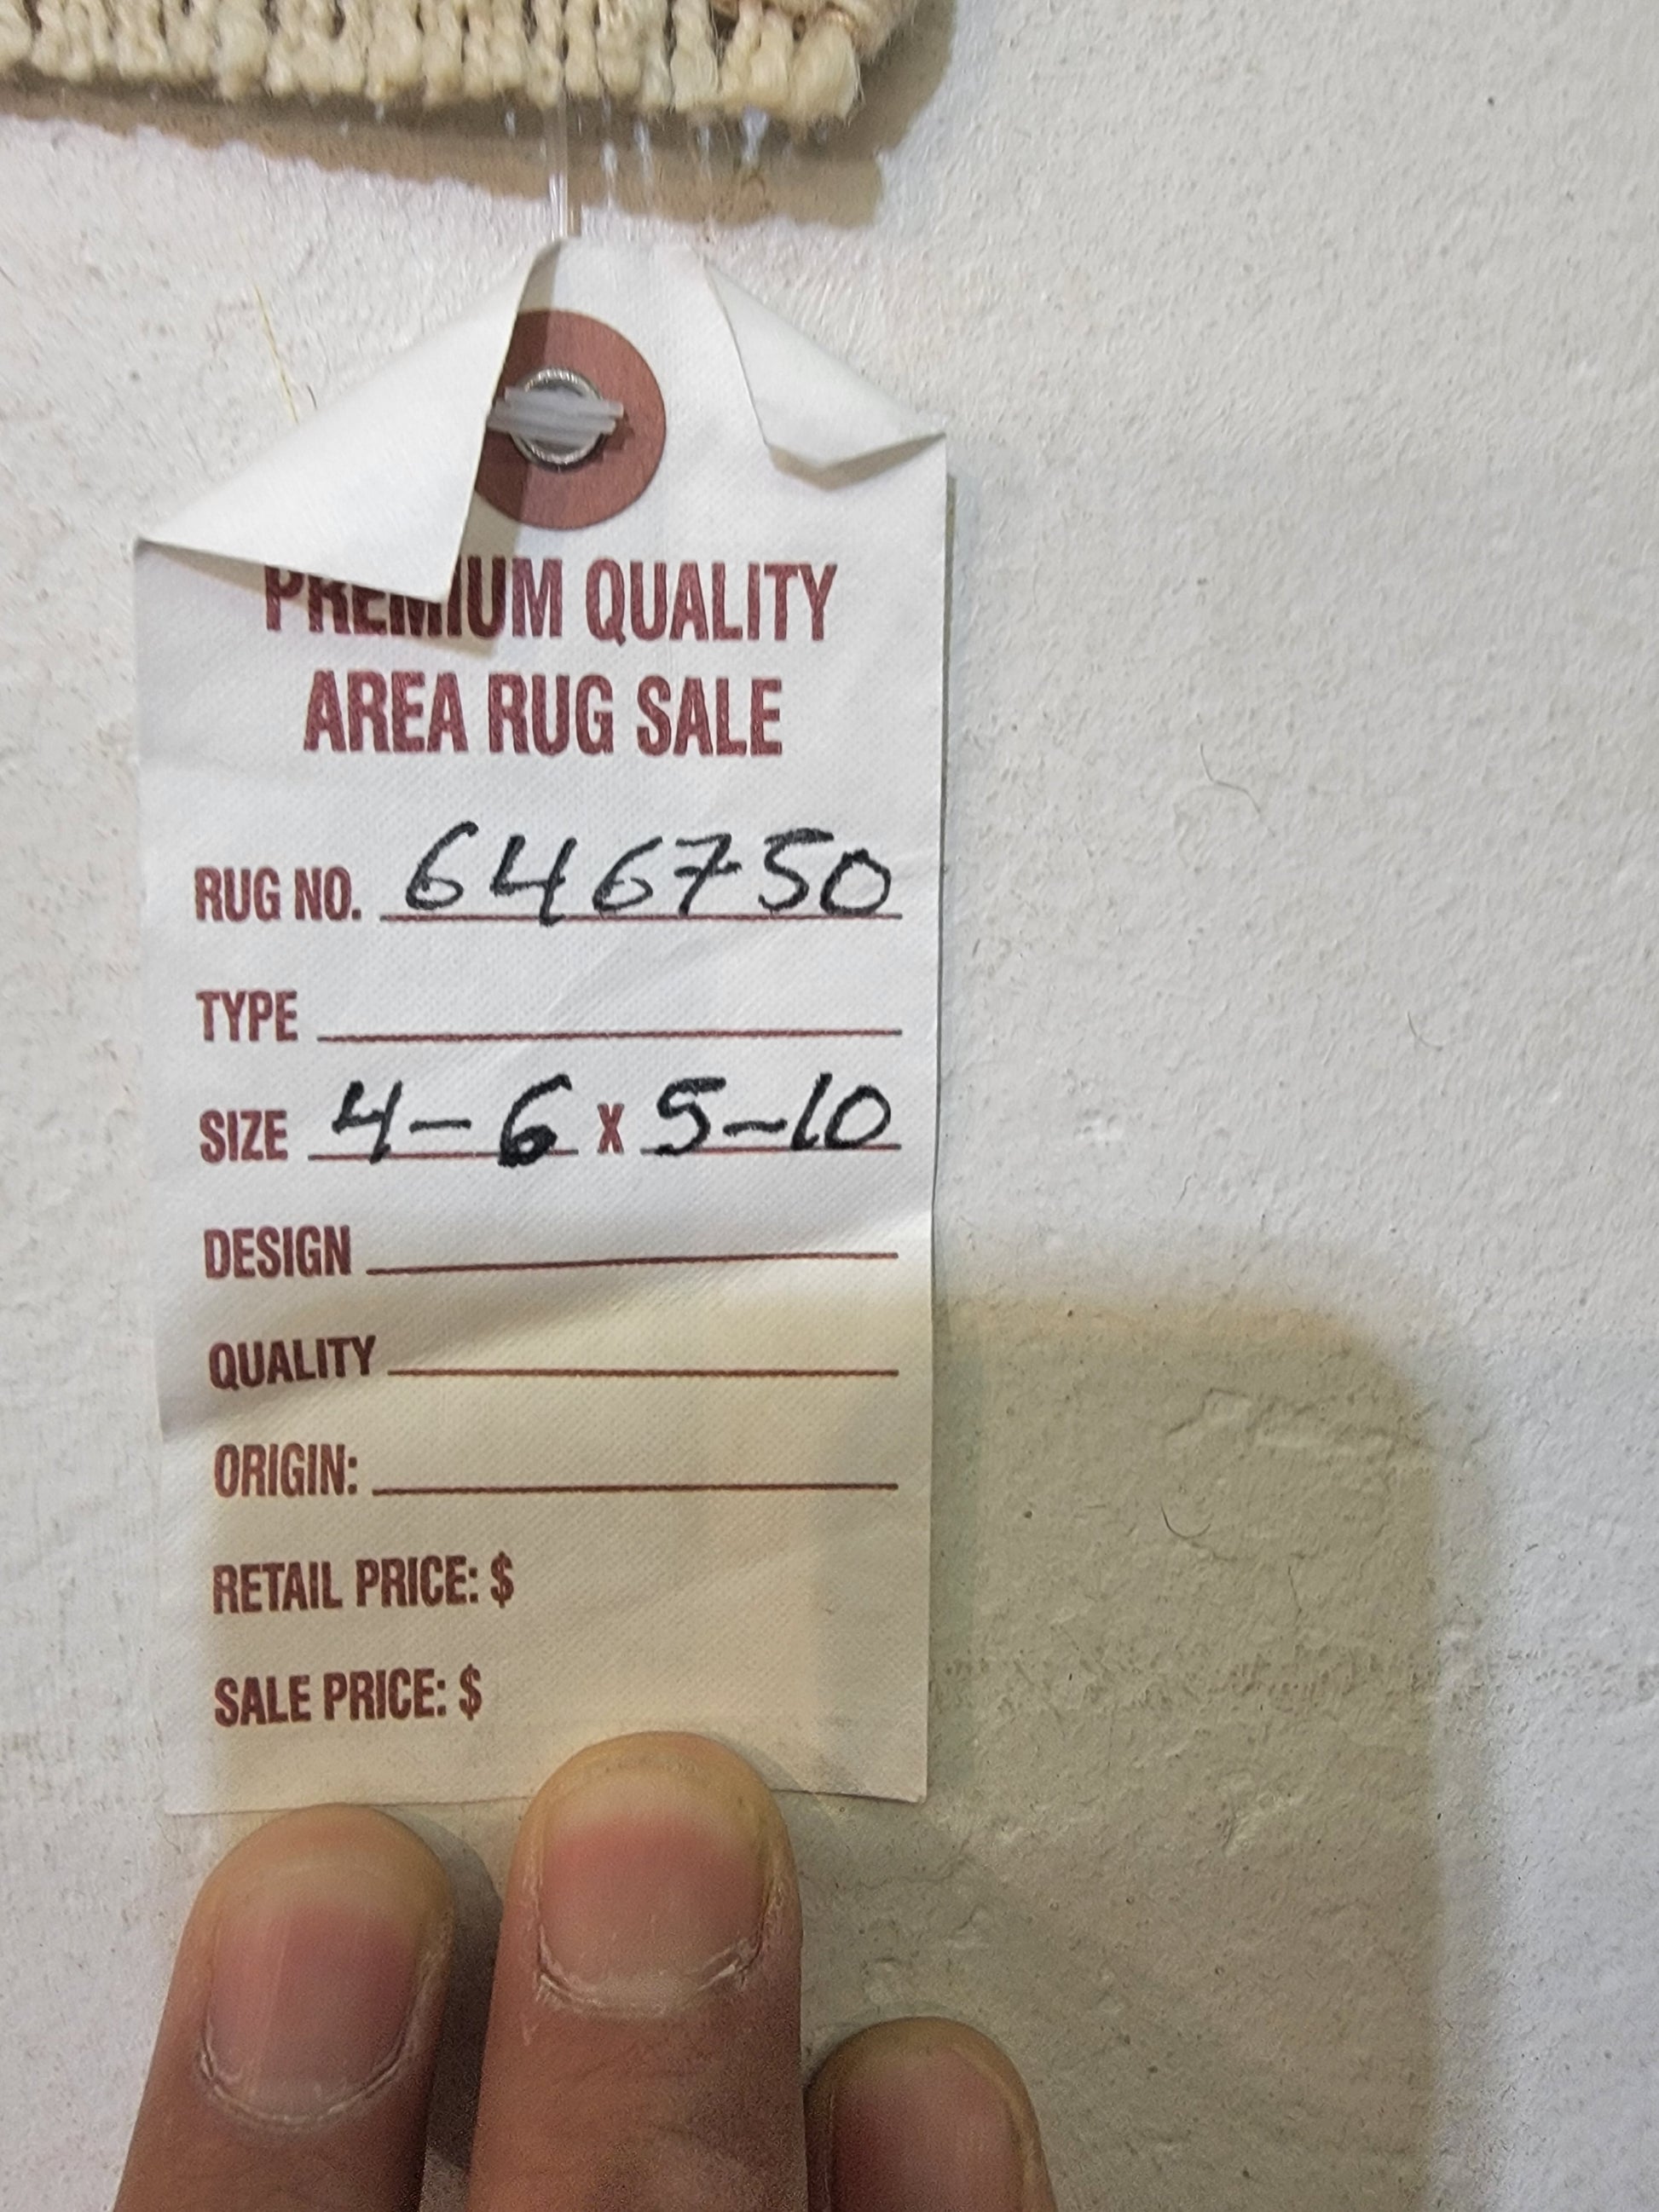 PREMIUM QUALITY
AREA RUG SALE
RUG NO. 646750
TYPE
SIZE 4-6 X 5-10
DESIGN
QUALITY
ORIGIN:
RETAIL PRICE: $
SALE PRICE: $